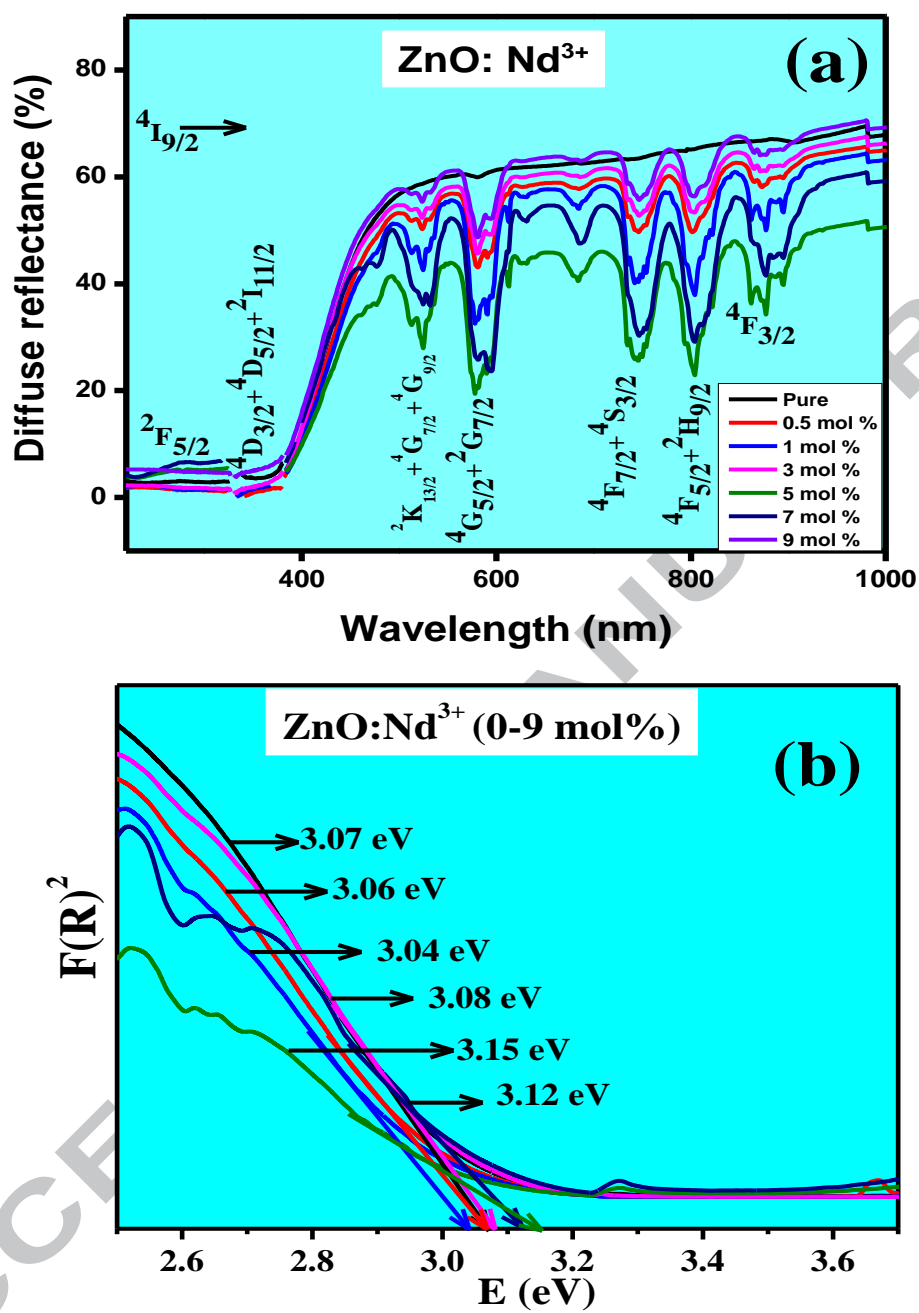 ZnO: Nd³⁺
(a)
Diffuse reflectance (%)
80
60
40
20
0
⁴I₉/₂
²F₅/₂
⁴D₃/₂+ ⁴D₅/₂+ ²I₁₁/₂
²K₁₃/₂+ ⁴G₇/₂+ ⁴G₉/₂
⁴G₅/₂+ ²G₇/₂
⁴F₇/₂+ ⁴S₃/₂
⁴F₅/₂+ ²H₉/₂
⁴F₃/₂
Pure
0.5 mol %
1 mol %
3 mol %
5 mol %
7 mol %
9 mol %
400 600 800 1000
Wavelength (nm)
ZnO:Nd³⁺ (0-9 mol%)
(b)
F(R)²
3.07 eV
3.06 eV
3.04 eV
3.08 eV
3.15 eV
3.12 eV
2.6 2.8 3.0 3.2 3.4 3.6
E (eV)